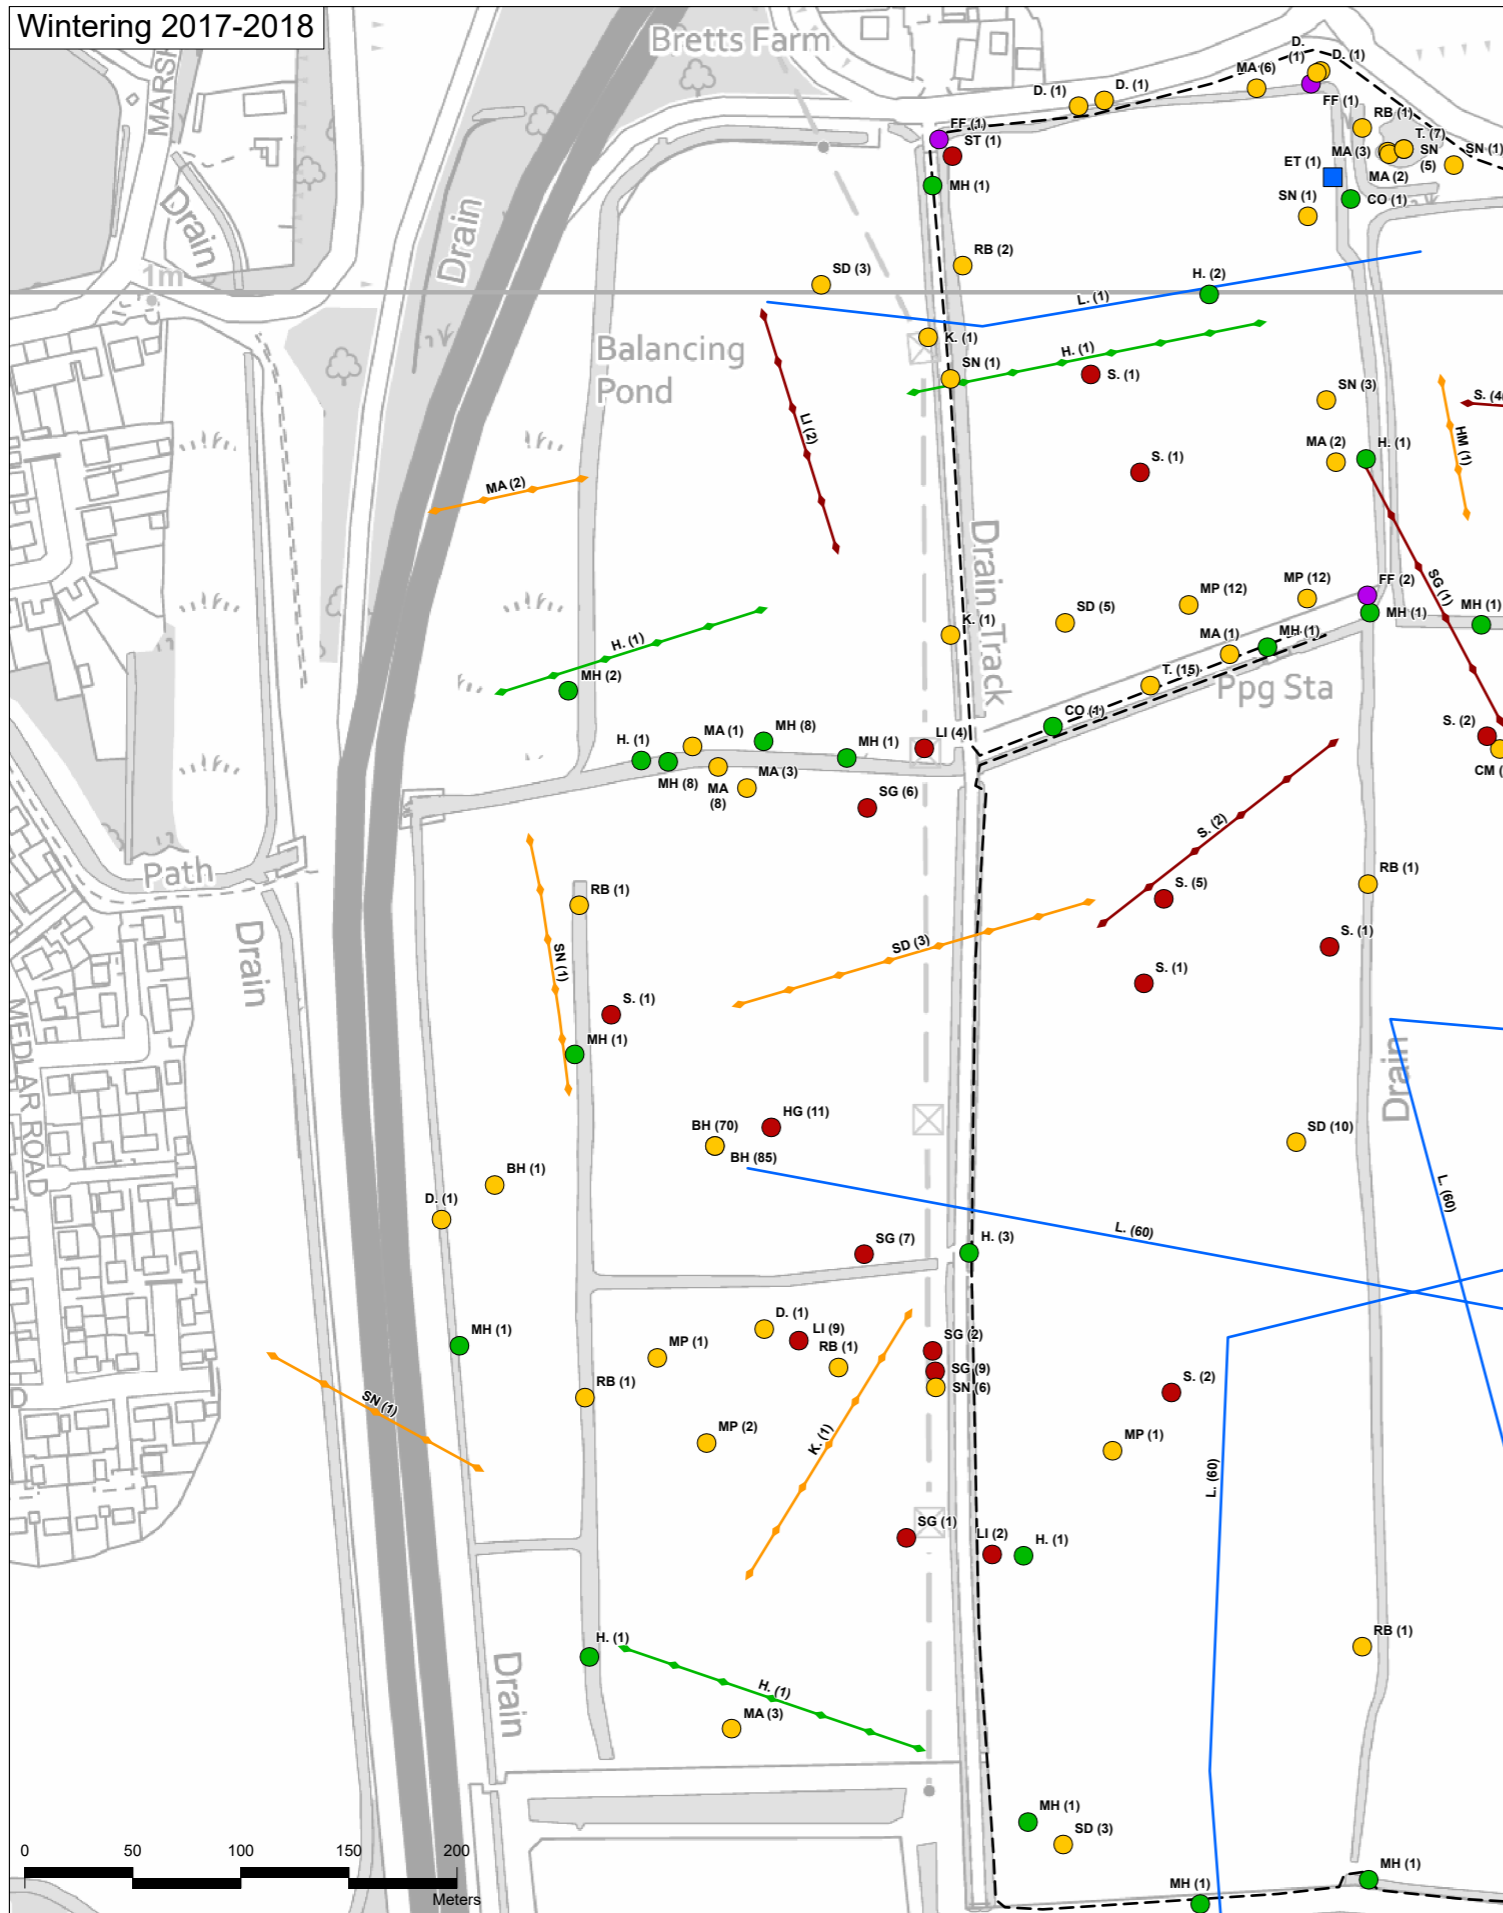 Wintering 2017-2018
Bretts Farm
MARSH
Drain
Drain
1m
Balancing
Pond
D.
(1)
D. (1)
MA (6)
D. (1)
D. (1)
FF (1)
RB (1)
FF (1)
ST (1)
T. (7)
MA (3)
SN
(5)
SN (1)
ET (1)
MA (2)
MH (1)
CO (1)
SN (1)
RB (2)
SD (3)
H. (2)
L. (1)
K. (1)
H. (1)
SN (1)
S. (1)
SN (3)
S. (4
HM (1)
LI (2)
MA (2)
H. (1)
S. (1)
MA (2)
Drain
Track
SG (1)
FF (2)
MP (12)
MP (12)
MH (1)
MH (1)
SD (5)
K. (1)
H. (1)
MA (1)
MH (1)
T. (15)
Ppg Sta
MH (2)
CO (1)
S. (2)
CM (
MA (1)
MH (8)
H. (1)
MH (1)
LI (4)
MH (8)
MA
(8)
MA (3)
SG (6)
S. (2)
Path
RB (1)
S. (5)
RB (1)
SN (1)
SD (3)
S. (1)
Drain
S. (1)
S. (1)
MH (1)
MEDLAR ROAD
Drain
HG (11)
BH (70)
BH (85)
SD (10)
BH (1)
D. (1)
L. (60)
L. (60)
SG (7)
H. (3)
MH (1)
D. (1)
LI (9)
RB (1)
MP (1)
SG (2)
SG (9)
SN (6)
RB (1)
S. (2)
SN (1)
MP (2)
K. (1)
MP (1)
L. (60)
SG (1)
LI (2)
H. (1)
H. (1)
RB (1)
Drain
H. (1)
MA (3)
MH (1)
SD (3)
MH (1)
MH (1)
0 50 100 150 200
Meters